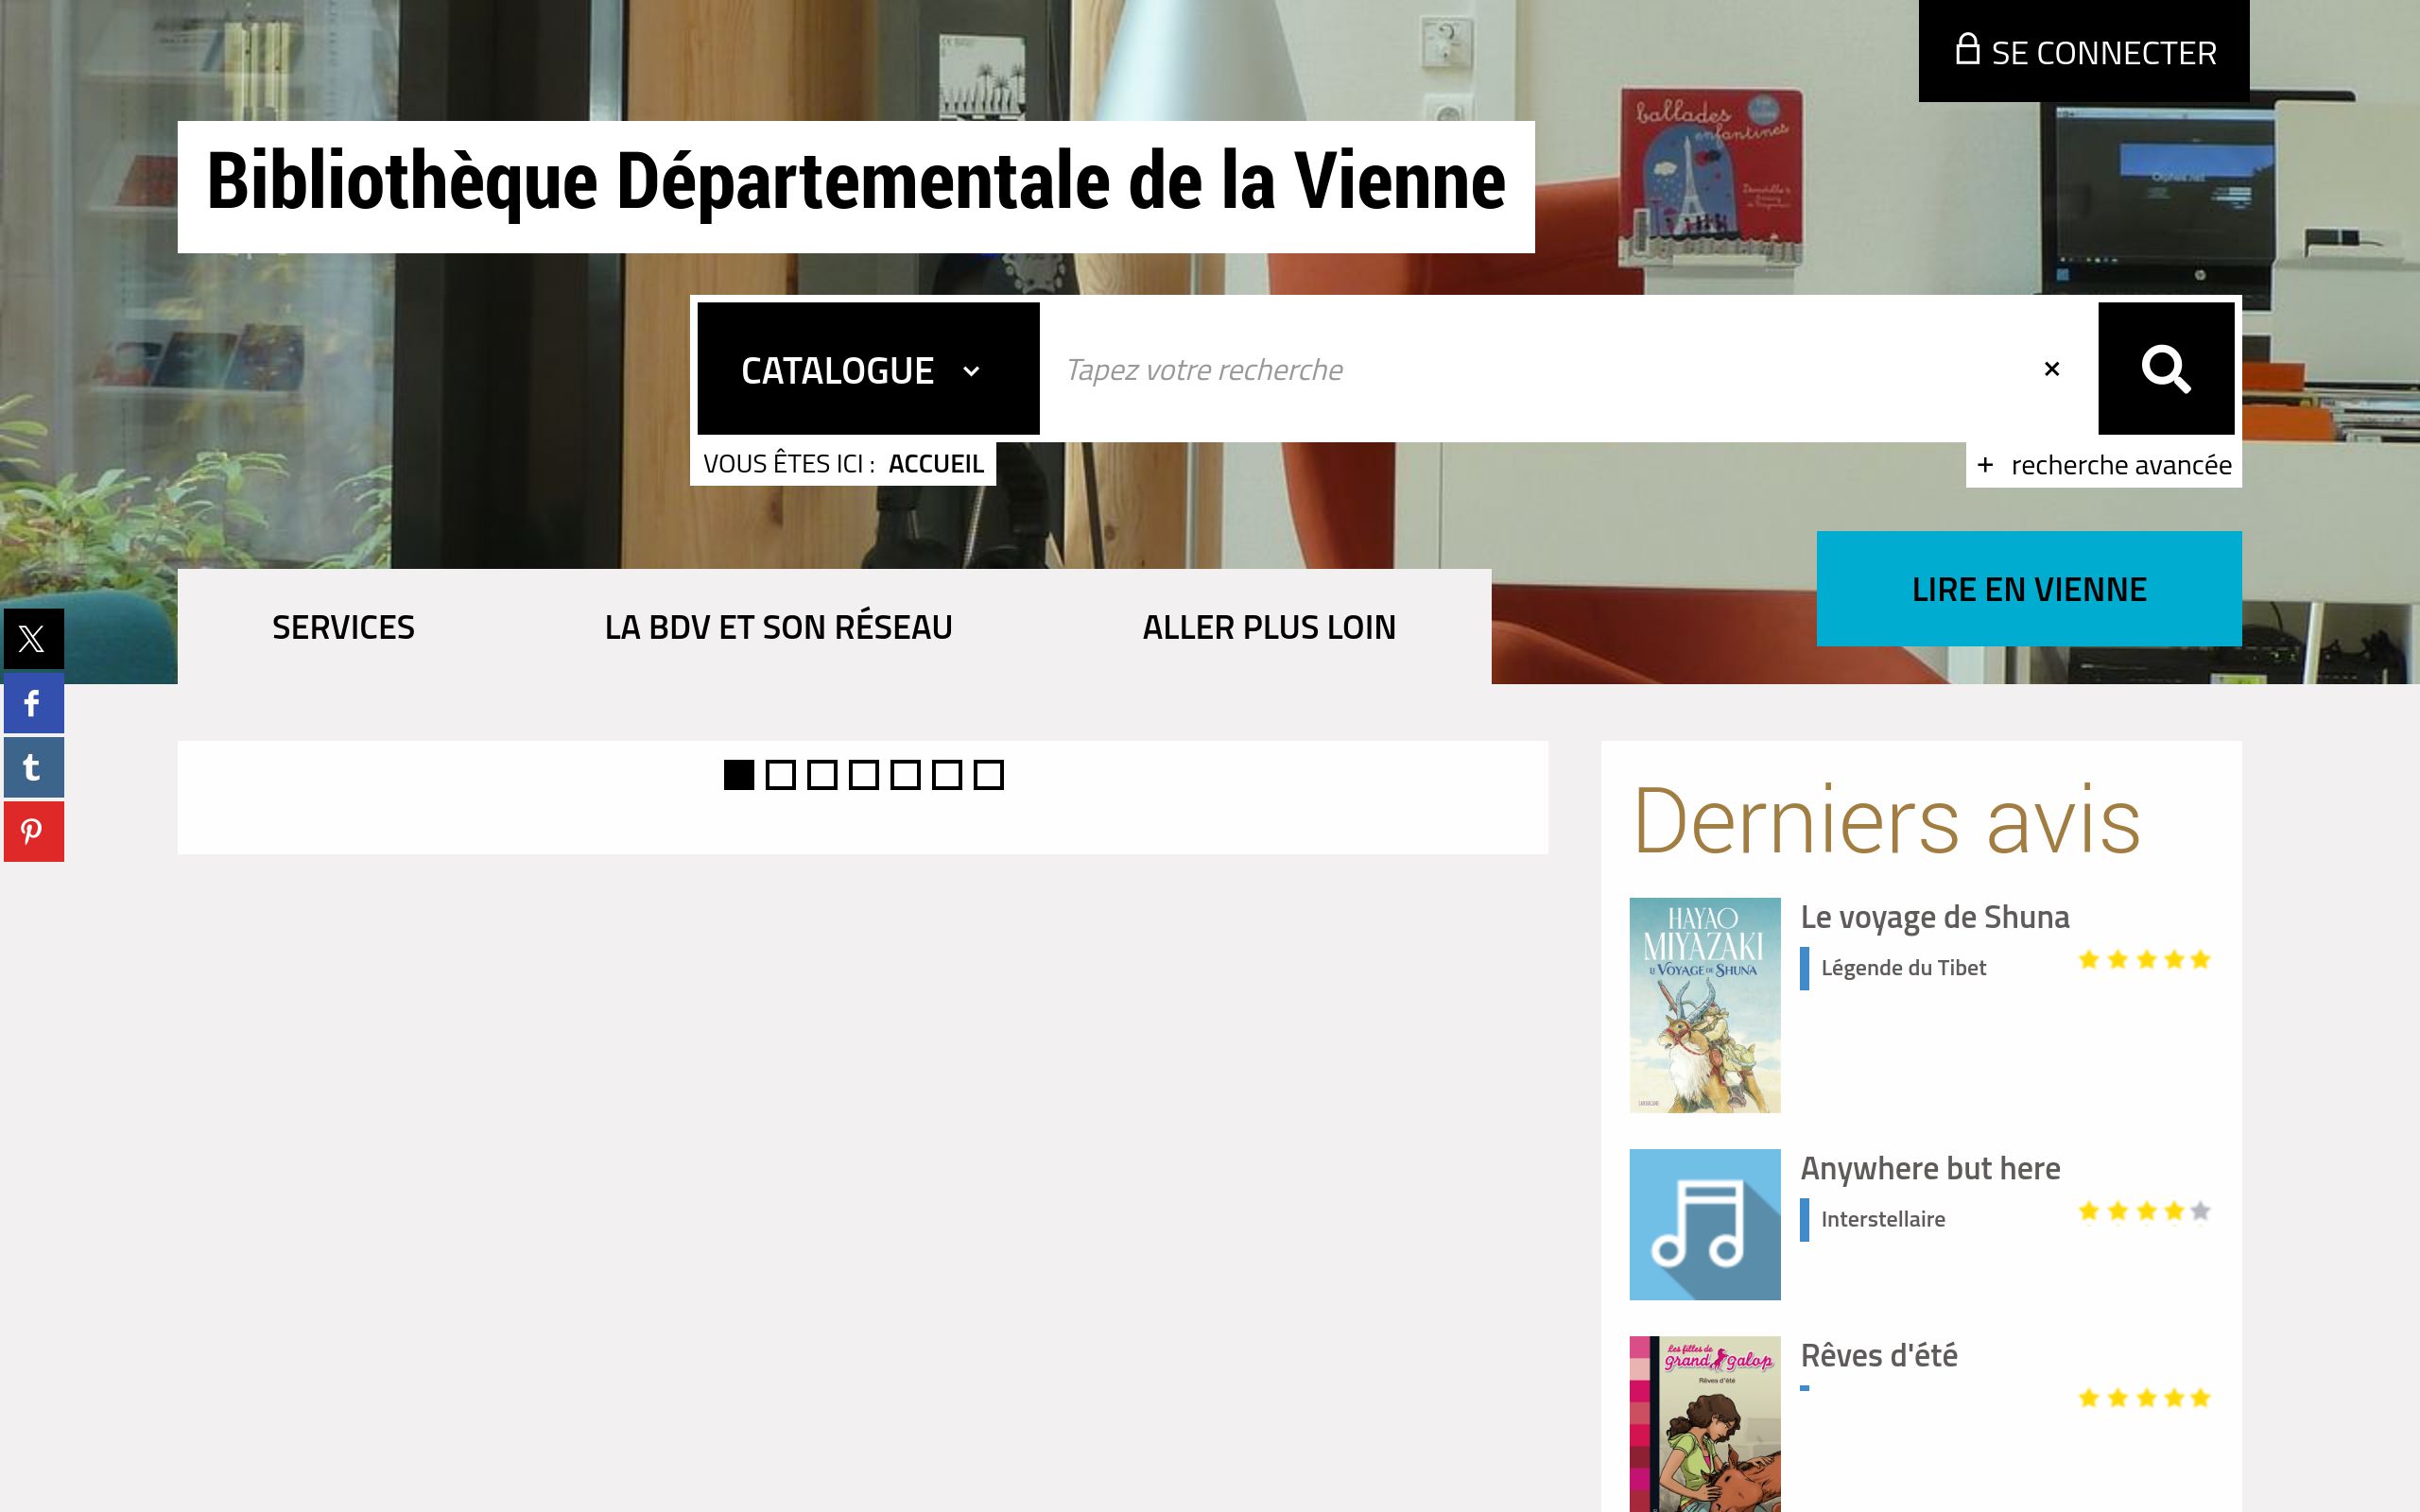 SE CONNECTER
ballades
enfantines
Bibliothèque Départementale de la Vienne
CATALOGUE
Tapez votre recherche
×
VOUS ÊTES ICI : ACCUEIL
+ recherche avancée
LIRE EN VIENNE
SERVICES
LA BDV ET SON RÉSEAU
ALLER PLUS LOIN
Derniers avis
HAYAO
MIYAZAKI
LE VOYAGE DE SHUNA
Le voyage de Shuna
Légende du Tibet
Anywhere but here
Interstellaire
Les filles de
grand galop
Rêves d'été
Rêves d'été